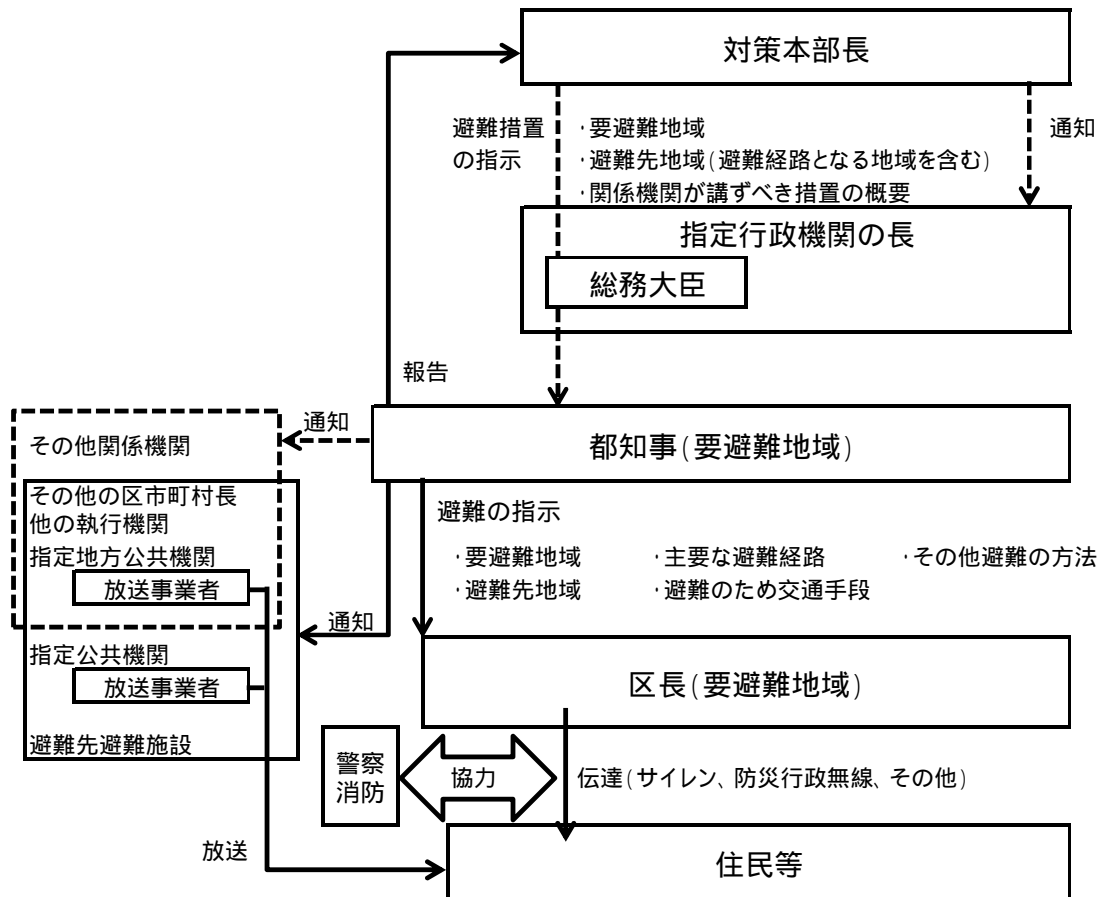 対策本部長
避難措置
の指示
・要避難地域
・避難先地域(避難経路となる地域を含む)
・関係機関が講ずべき措置の概要
通知
指定行政機関の長
総務大臣
報告
通知
その他関係機関
都知事(要避難地域)
その他の区市町村長
他の執行機関
指定地方公共機関
放送事業者
避難の指示
・要避難地域
・主要な避難経路
・その他避難の方法
・避難先地域
・避難のため交通手段
通知
指定公共機関
放送事業者
避難先避難施設
区長(要避難地域)
警察
消防
協力
伝達(サイレン、防災行政無線、その他)
放送
住民等